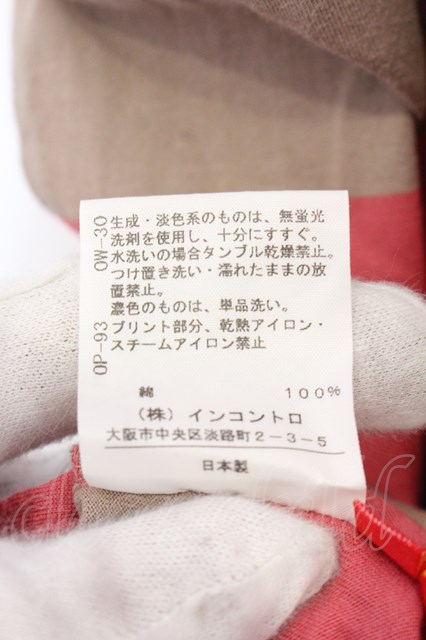 OW-30
生成・淡色系のものは、無蛍光
洗剤を使用し、十分にすすぐ。
水洗いの場合タンブル乾燥禁止。
つけ置き洗い・濡れたままの放
置禁止。
濃色のものは、単品洗い。
OP-93
プリント部分、乾熱アイロン・
スチームアイロン禁止
綿 100%
(株) インコントロ
大阪市中央区淡路町2-3-5
日本製